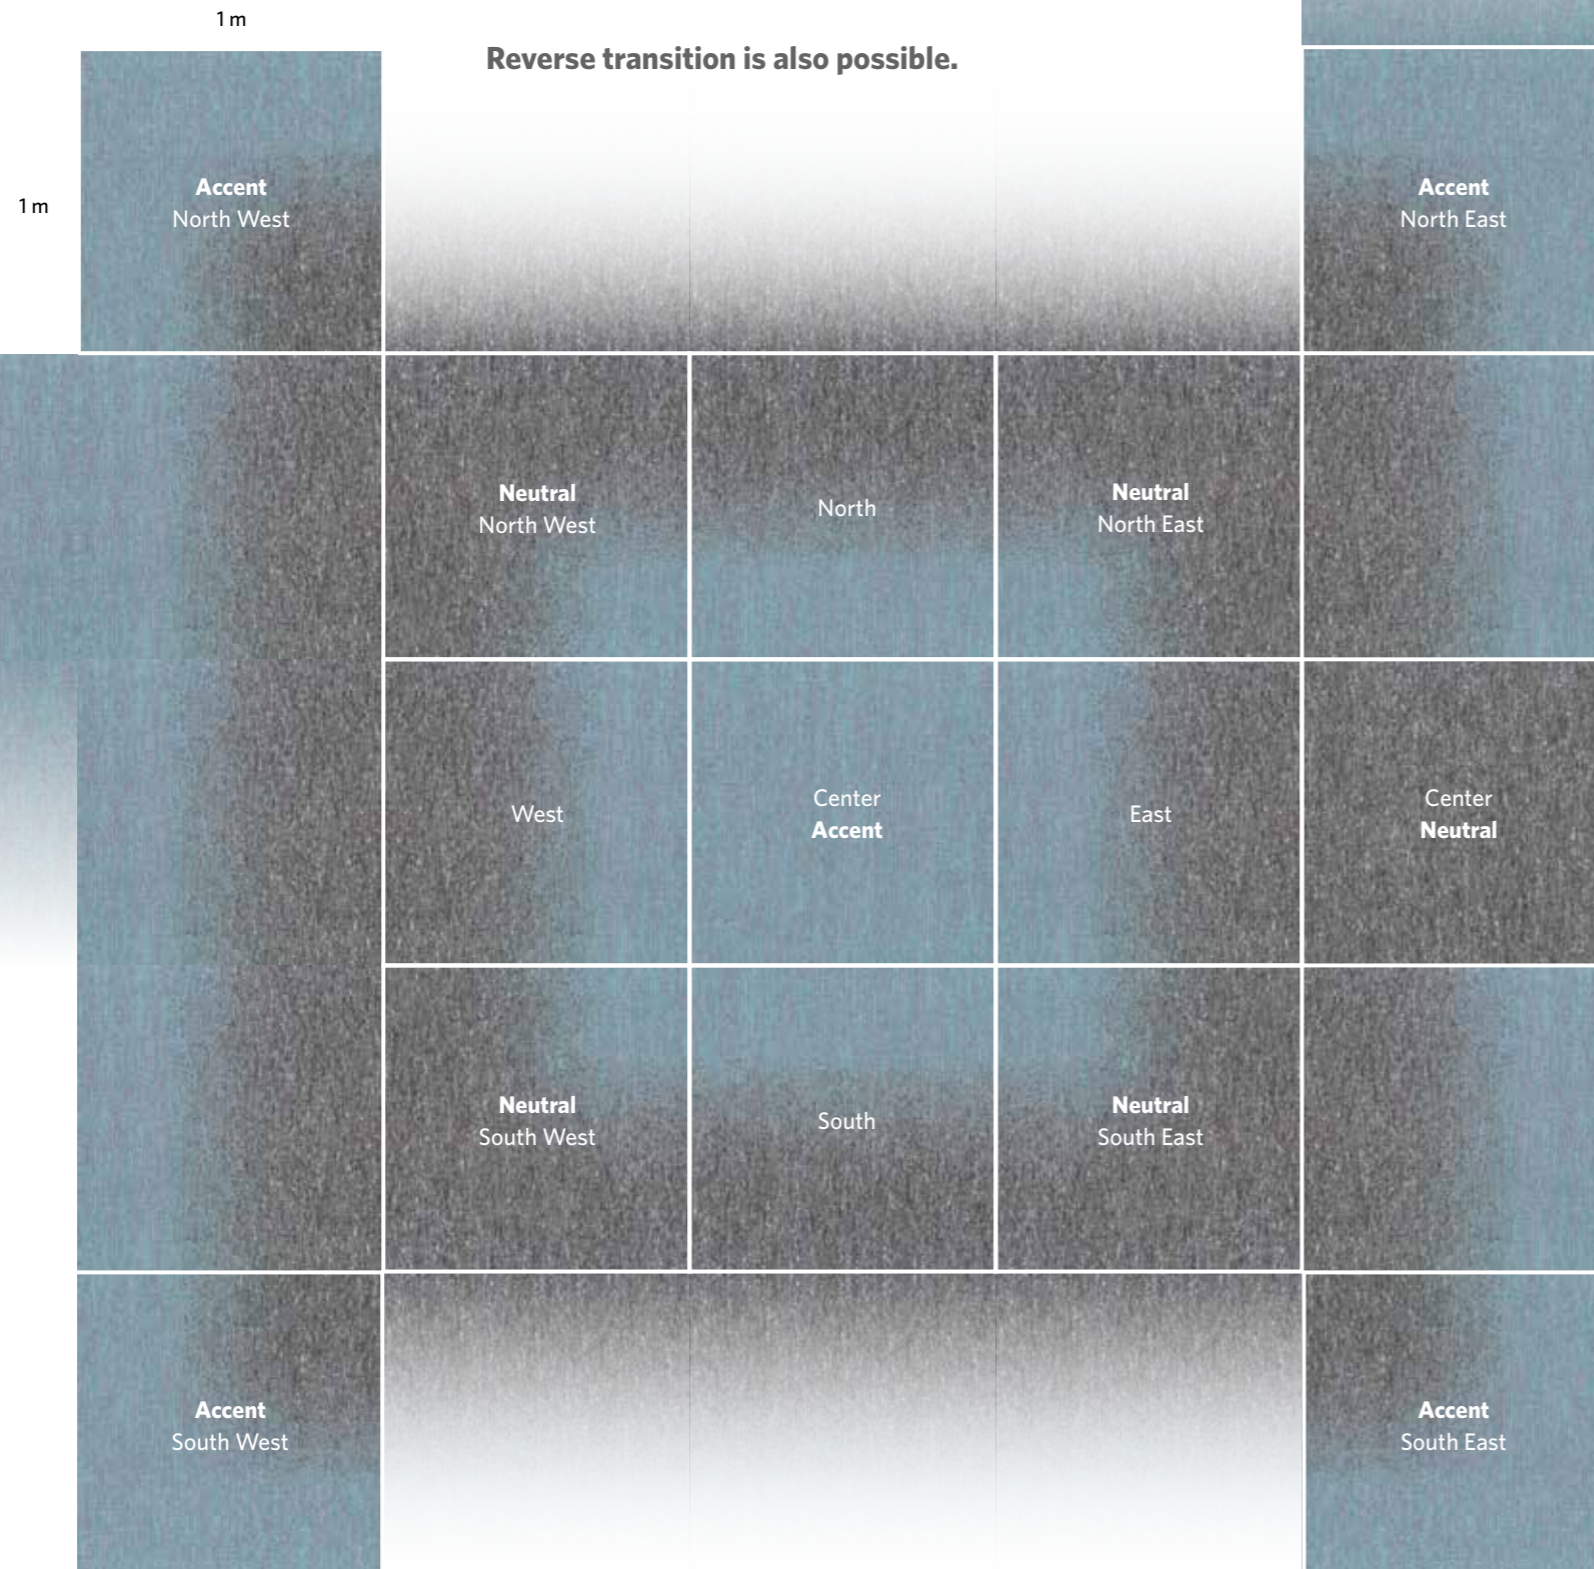 1 m
Reverse transition is also possible.
1 m
Accent
North West
Accent
North East
Neutral
North West
North
Neutral
North East
West
Center
Accent
East
Center
Neutral
Neutral
South West
South
Neutral
South East
Accent
South West
Accent
South East